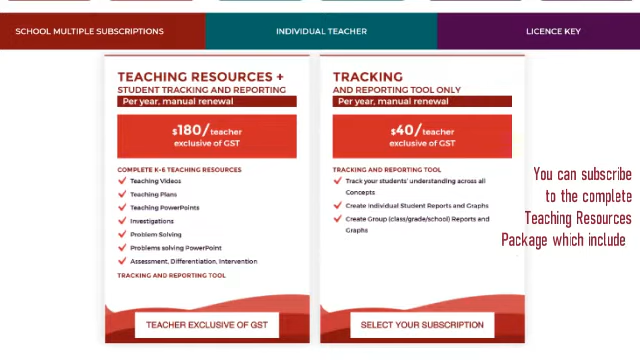 SCHOOL MULTIPLE SUBSCRIPTIONS
INDIVIDUAL TEACHER
LICENCE KEY
TEACHING RESOURCES +
STUDENT TRACKING AND REPORTING
Per year, manual renewal
$180/teacher
exclusive of GST
COMPLETE K-6 TEACHING RESOURCES
Teaching Videos
Teaching Plans
Teaching PowerPoints
Investigations
Problem Solving
Problems solving PowerPoint
Assessment, Differentiation, Intervention
TRACKING AND REPORTING TOOL
TEACHER EXCLUSIVE OF GST
TRACKING
AND REPORTING TOOL ONLY
Per year, manual renewal
$40/teacher
exclusive of GST
TRACKING AND REPORTING TOOL
Track your students' understanding across all
Concepts
Create Individual Student Reports and Graphs
Create Group (class/grade/school) Reports and
Graphs
SELECT YOUR SUBSCRIPTION
You can subscribe
to the complete
Teaching Resources
Package which include